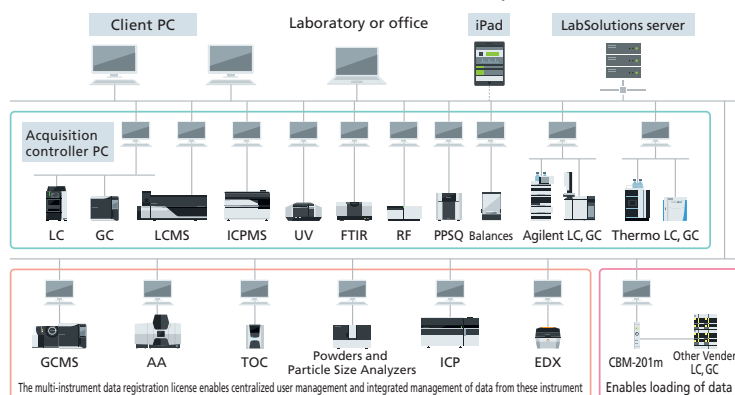 Client PC
Laboratory or office
iPad
LabSolutions server
Acquisition
controller PC
LC
GC
LCMS
ICPMS
UV
FTIR
RF
PPSQ
Balances
Agilent LC, GC
Thermo LC, GC
GCMS
AA
TOC
Powders and
Particle Size Analyzers
ICP
EDX
CBM-201m
Other Vender
LC, GC
The multi-instrument data registration license enables centralized user management and integrated management of data from these instrument
Enables loading of data